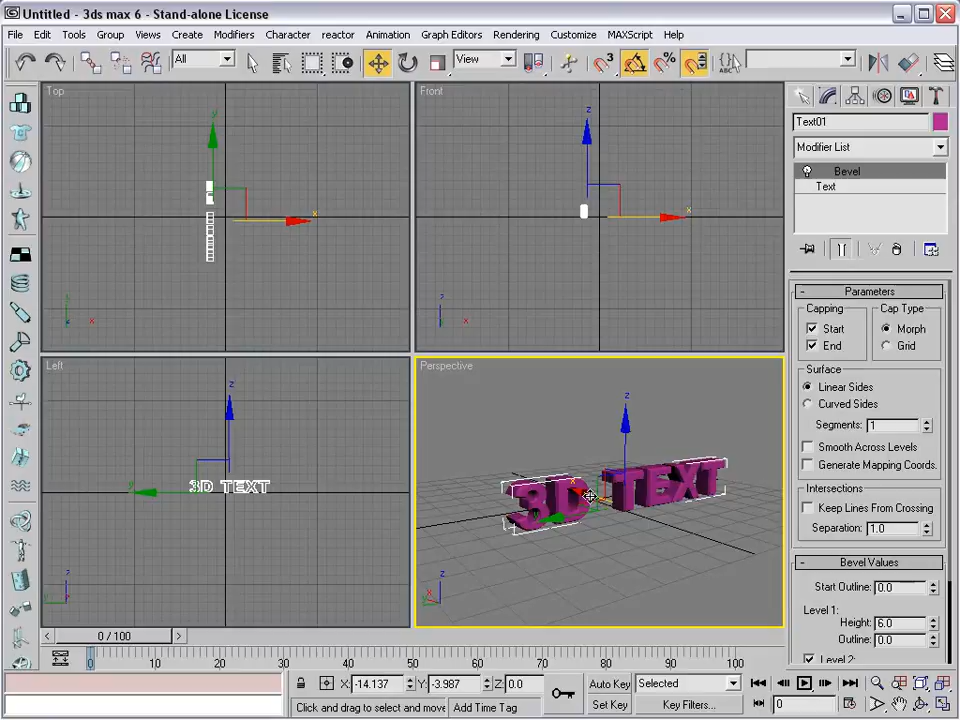 Untitled - 3ds max 6 - Stand-alone License
File Edit Tools Group Views Create Modifiers Character reactor Animation Graph Editors Rendering Customize MAXScript Help
All View 3 %
Top
y
x
x
Front
z
x
z
x
Text01
Modifier List
Bevel
Text
Parameters
Capping Cap Type
Start Morph
End Grid
Surface
Linear Sides
Curved Sides
Segments: 1
Smooth Across Levels
Generate Mapping Coords.
Intersections
Keep Lines From Crossing
Separation: 1.0
Bevel Values
Start Outline: 0.0
Level 1:
Height: 6.0
Outline: 0.0
Level 2:
Left
z
y
3D TEXT
z
Perspective
z
3D TEXT
z
0 / 100
0 10 20 30 40 50 60 70 80 90 100
X: -14.137 Y: -3.987 Z: 0.0
Auto Key Selected
Set Key Key Filters...
0
Click and drag to select and move Add Time Tag